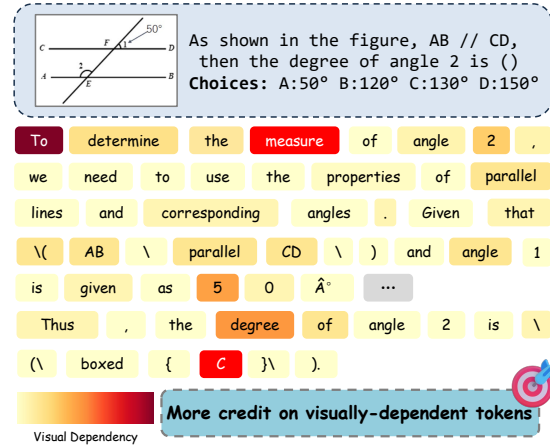 50°
F
1
C
D
2
A
B
E
As shown in the figure, AB // CD,
then the degree of angle 2 is ()
Choices: A:50° B:120° C:130° D:150°
To determine the measure of angle 2 ,
we need to use the properties of parallel
lines and corresponding angles . Given that
\( AB \ parallel CD \ ) and angle 1
is given as 5 0 Â° ...
Thus , the degree of angle 2 is \
(\ boxed { C }\ ).
Visual Dependency
More credit on visually-dependent tokens